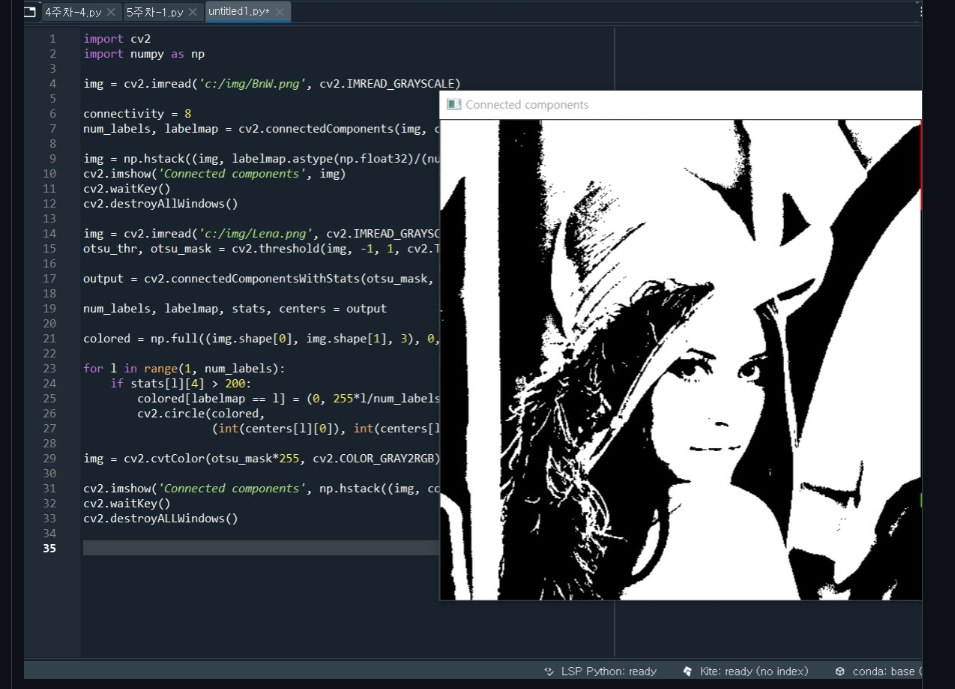 4주차-4.py × 5주차-1.py × untitled1.py* ×
1 import cv2
2 import numpy as np
3
4 img = cv2.imread('c:/img/BnW.png', cv2.IMREAD_GRAYSCALE)
5
6 connectivity = 8
7 num_labels, labelmap = cv2.connectedComponents(img, c
8
9 img = np.hstack((img, labelmap.astype(np.float32)/(nu
10 cv2.imshow('Connected components', img)
11 cv2.waitKey()
12 cv2.destroyAllWindows()
13
14 img = cv2.imread('c:/img/Lena.png', cv2.IMREAD_GRAYSC
15 otsu_thr, otsu_mask = cv2.threshold(img, -1, 1, cv2.T
16
17 output = cv2.connectedComponentsWithStats(otsu_mask,
18
19 num_labels, labelmap, stats, centers = output
20
21 colored = np.full((img.shape[0], img.shape[1], 3), 0,
22
23 for l in range(1, num_labels):
24 if stats[l][4] > 200:
25 colored[labelmap == l] = (0, 255*l/num_labels
26 cv2.circle(colored,
27 (int(centers[l][0]), int(centers[l
28
29 img = cv2.cvtColor(otsu_mask*255, cv2.COLOR_GRAY2RGB)
30
31 cv2.imshow('Connected components', np.hstack((img, co
32 cv2.waitKey()
33 cv2.destroyALLWindows()
34
35
Connected components
LSP Python: ready Kite: ready (no index) conda: base (